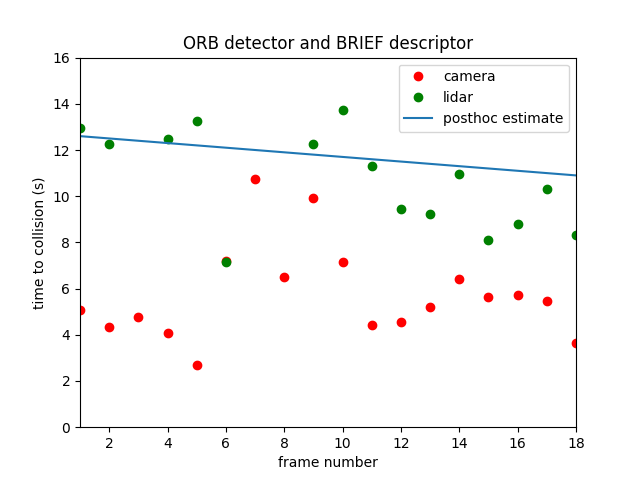 ORB detector and BRIEF descriptor
camera
lidar
posthoc estimate
time to collision (s)
16
14
12
10
8
6
4
2
0
2 4 6 8 10 12 14 16 18
frame number